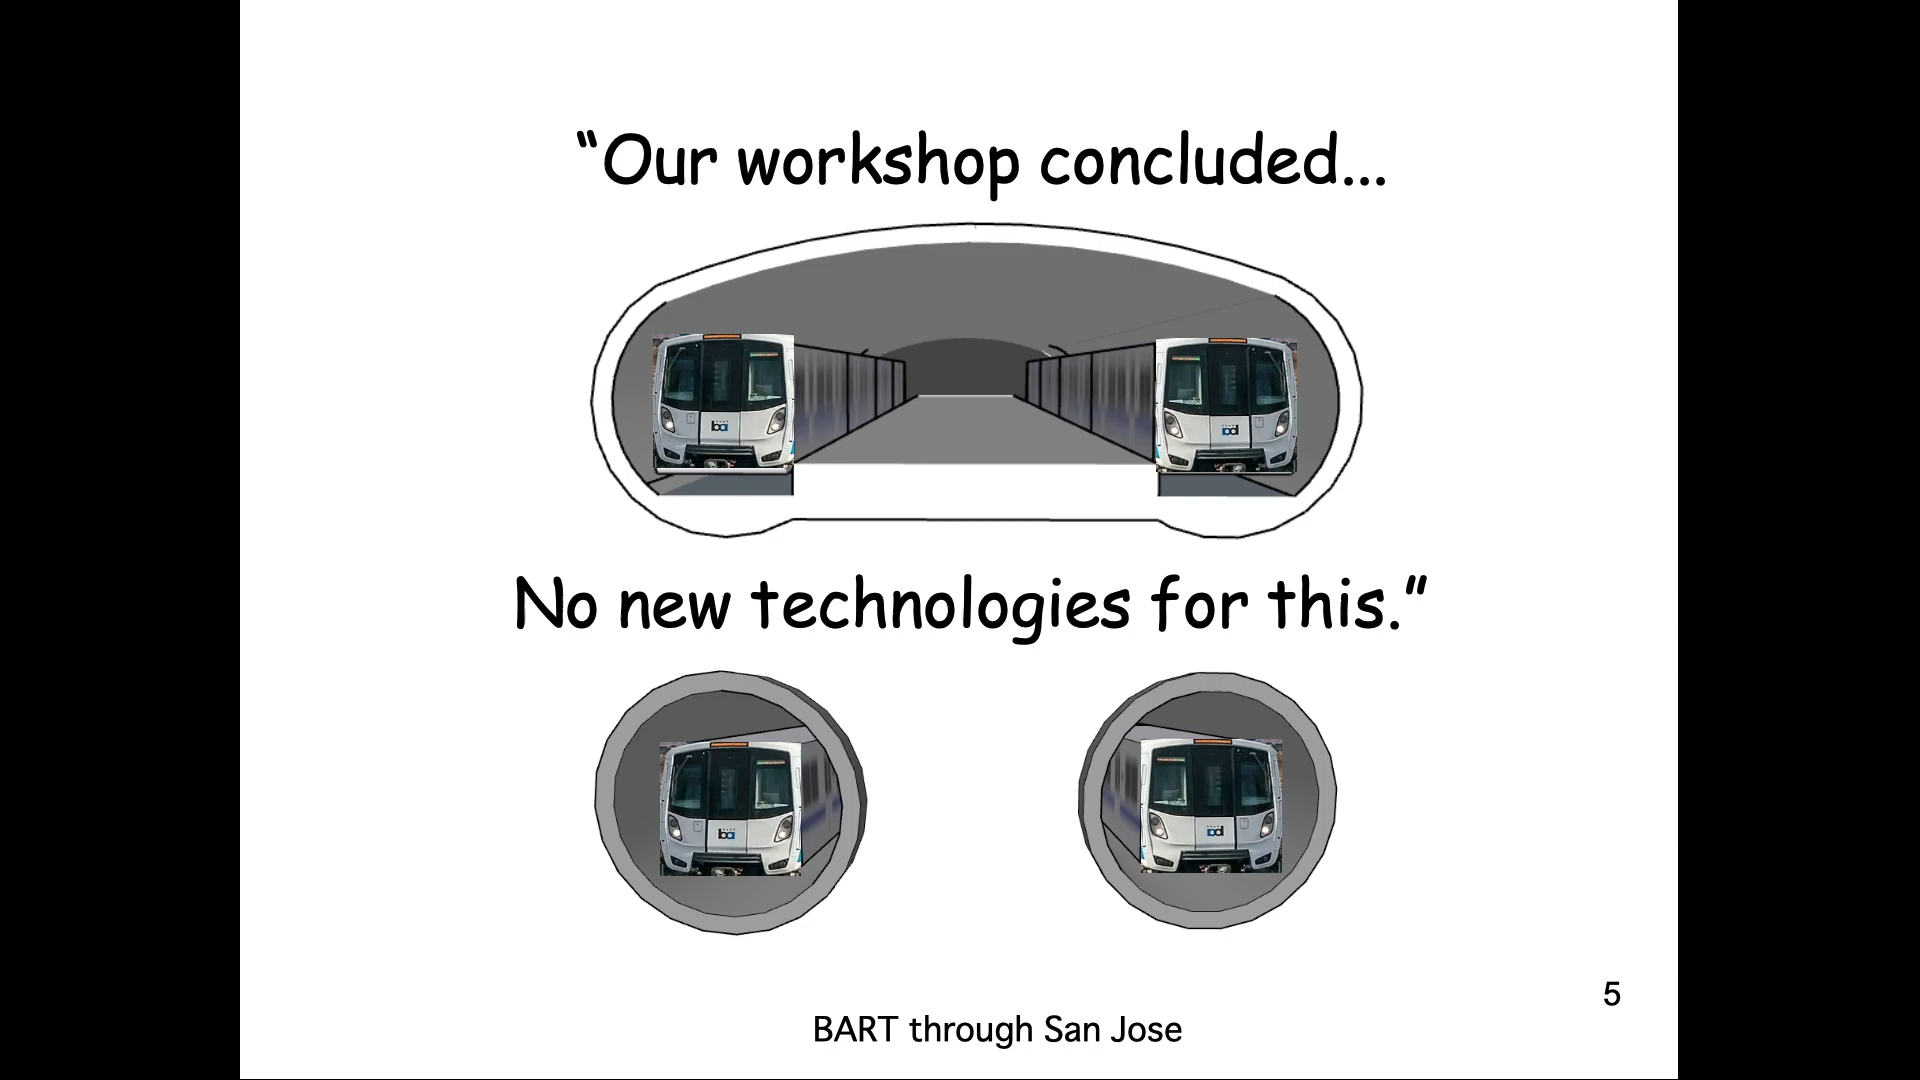 “Our workshop concluded...
No new technologies for this.”
5
BART through San Jose